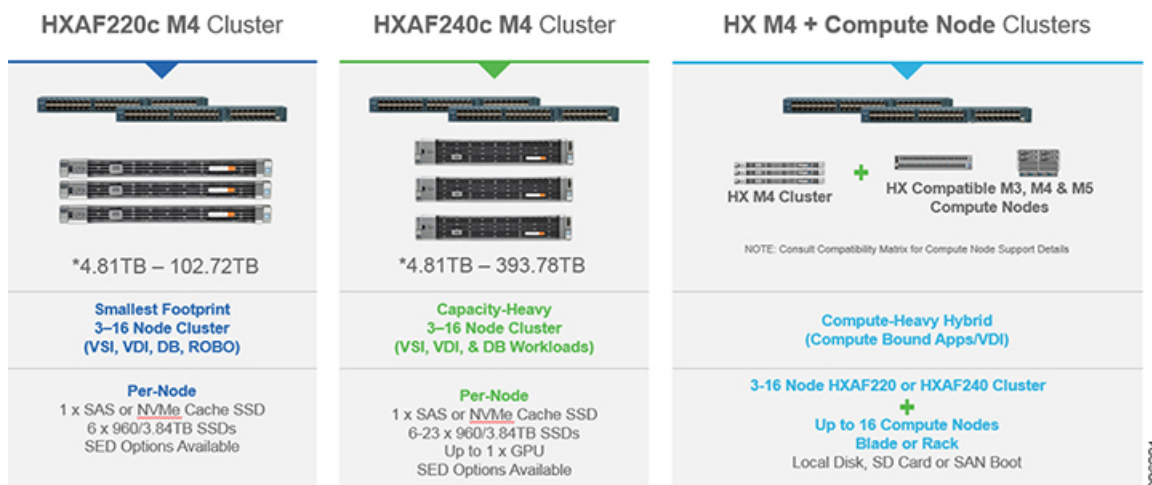 HXAF220c M4 Cluster
*4.81TB – 102.72TB
Smallest Footprint
3–16 Node Cluster
(VSI, VDI, DB, ROBO)
Per-Node
1 x SAS or NVMe Cache SSD
6 x 960/3.84TB SSDs
SED Options Available
HXAF240c M4 Cluster
*4.81TB – 393.78TB
Capacity-Heavy
3–16 Node Cluster
(VSI, VDI, & DB Workloads)
Per-Node
1 x SAS or NVMe Cache SSD
6-23 x 960/3.84TB SSDs
Up to 1 x GPU
SED Options Available
HX M4 + Compute Node Clusters
HX M4 Cluster
+
HX Compatible M3, M4 & M5
Compute Nodes
NOTE: Consult Compatibility Matrix for Compute Node Support Details
Compute-Heavy Hybrid
(Compute Bound Apps/VDI)
3-16 Node HXAF220 or HXAF240 Cluster
+
Up to 16 Compute Nodes
Blade or Rack
Local Disk, SD Card or SAN Boot